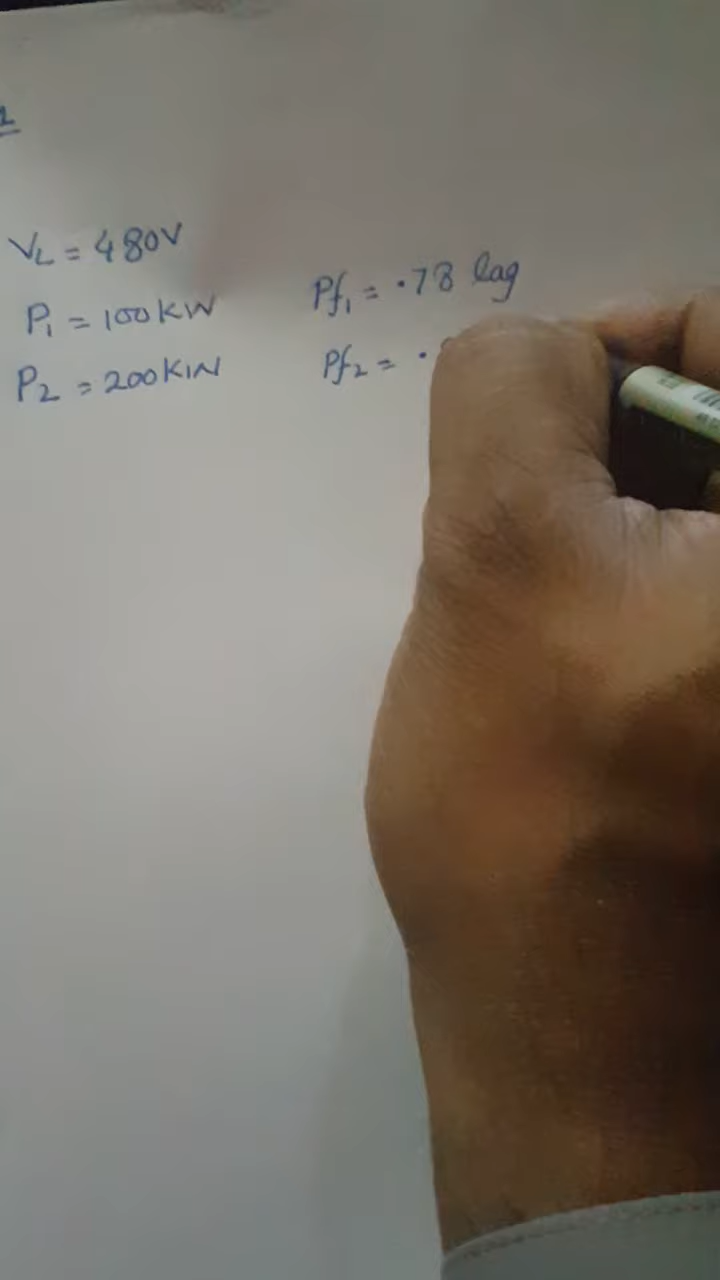 VL = 480V
P1 = 100KW Pf1 = .78 lag
P2 = 200KW Pf2 = .